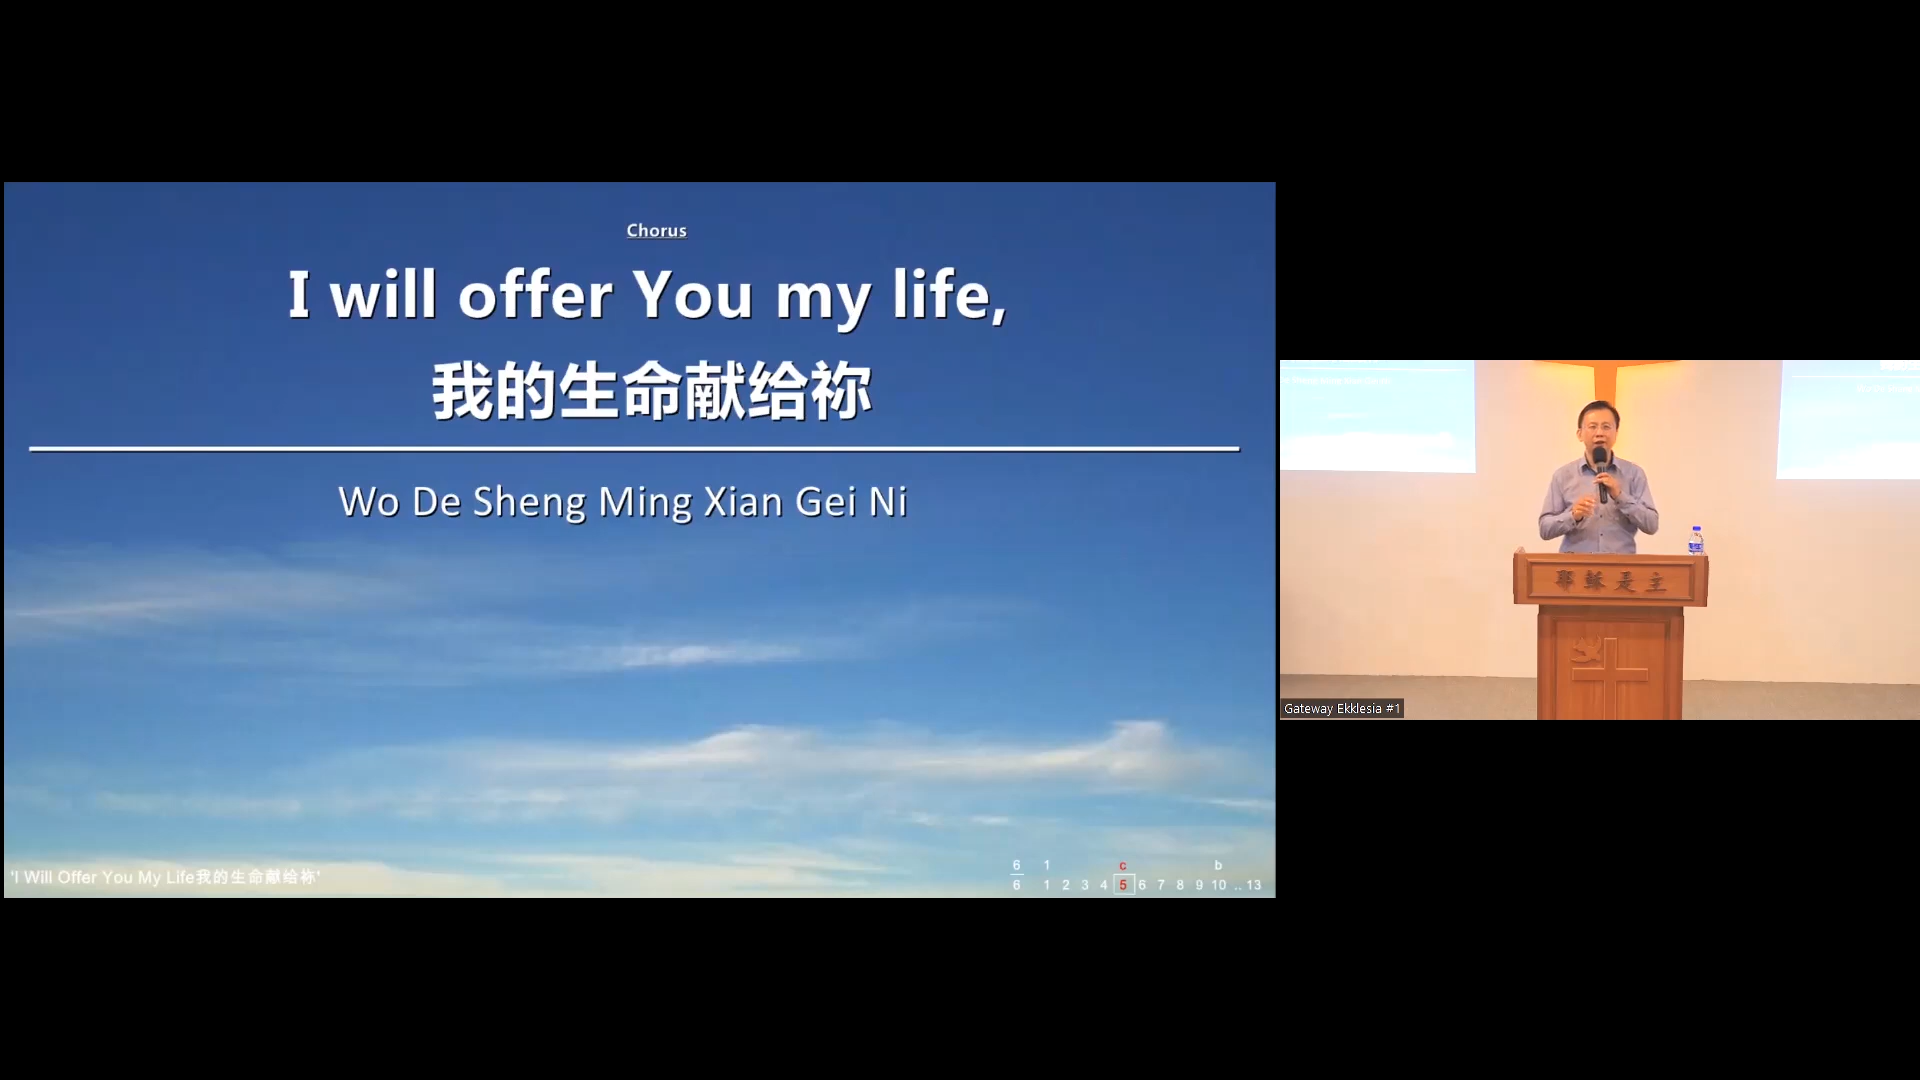 Chorus
I will offer You my life,
我的生命献给祢
Wo De Sheng Ming Xian Gei Ni
'I Will Offer You My Life我的生命献给祢'
6 1 c b
6 1 2 3 4 5 6 7 8 9 10 .. 13
耶穌是主
Gateway Ekklesia #1